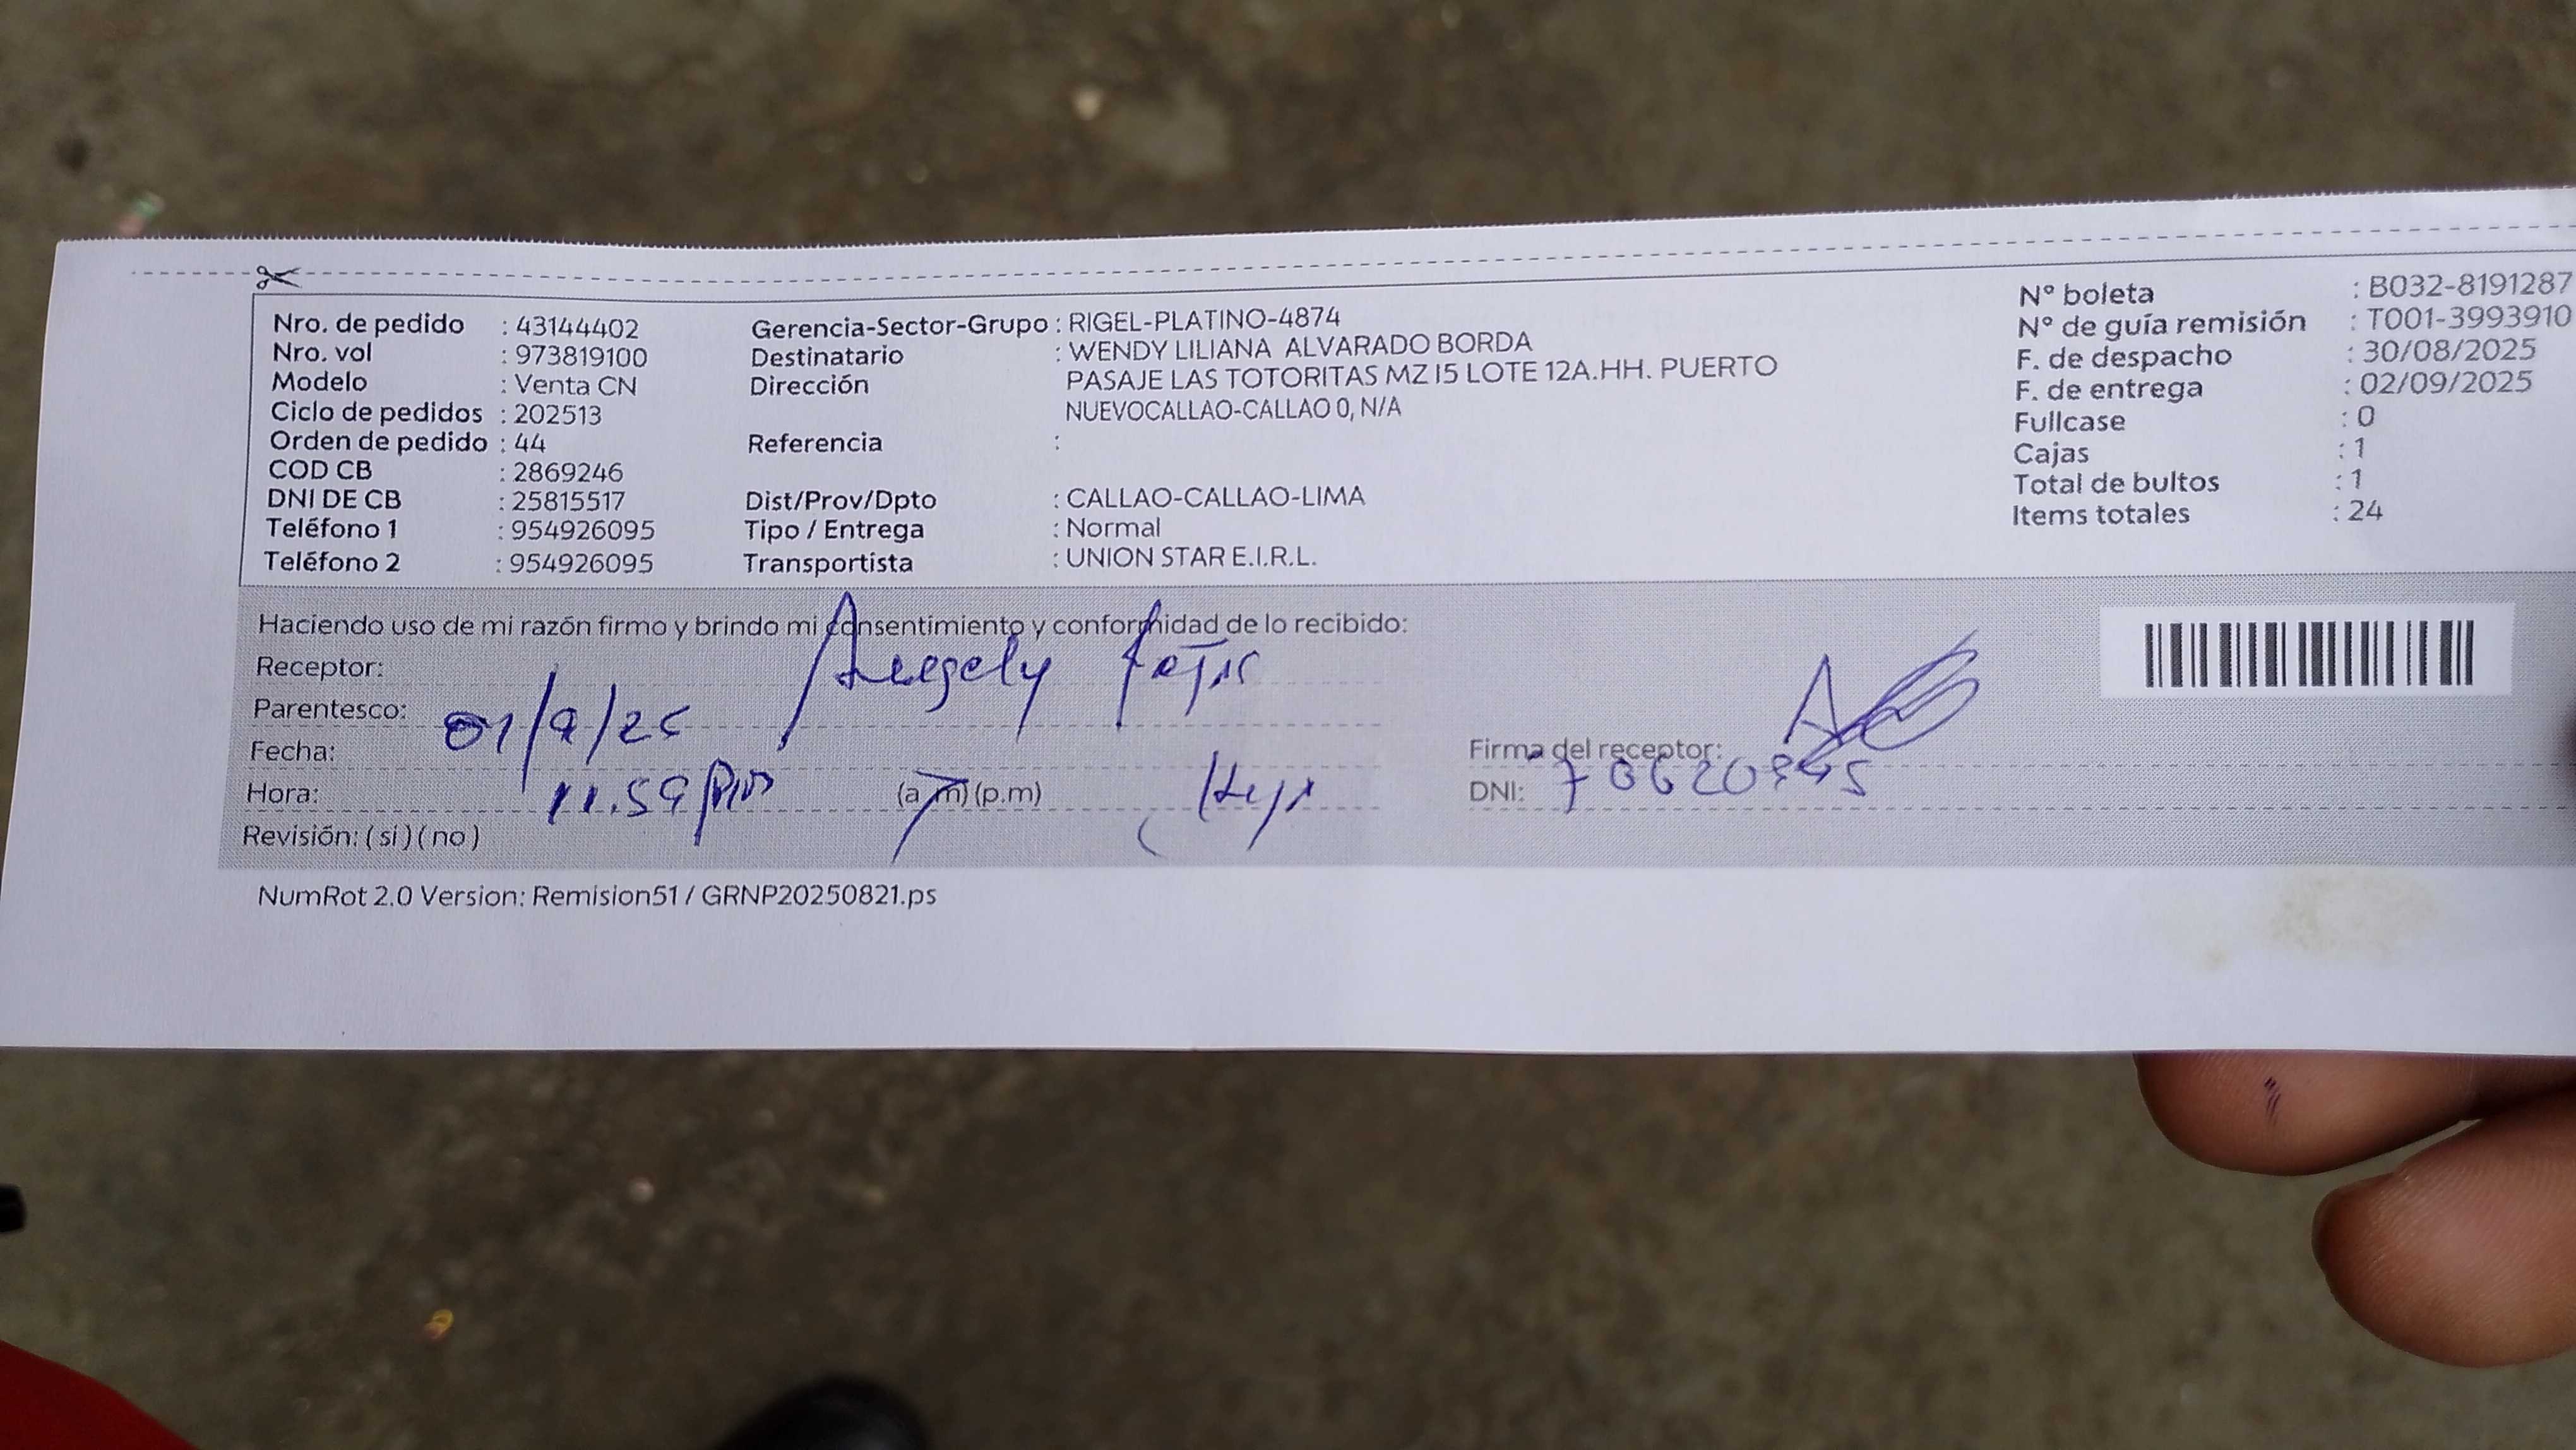 Nro. de pedido : 43144402
Nro. vol : 973819100
Modelo : Venta CN
Ciclo de pedidos : 202513
Orden de pedido : 44
COD CB : 2869246
DNI DE CB : 25815517
Teléfono 1 : 954926095
Teléfono 2 : 954926095
Gerencia-Sector-Grupo : RIGEL-PLATINO-4874
Destinatario : WENDY LILIANA ALVARADO BORDA
Dirección PASAJE LAS TOTORITAS MZ I5 LOTE 12A.HH. PUERTO
NUEVOCALLAO-CALLAO 0, N/A
Referencia :
Dist/Prov/Dpto : CALLAO-CALLAO-LIMA
Tipo / Entrega : Normal
Transportista : UNION STAR E.I.R.L.
N° boleta : B032-8191287
N° de guía remisión : T001-3993910
F. de despacho : 30/08/2025
F. de entrega : 02/09/2025
Fullcase : 0
Cajas : 1
Total de bultos : 1
Items totales : 24
Haciendo uso de mi razón firmo y brindo mi consentimiento y conformidad de lo recibido:
Receptor:
Parentesco:
Fecha: 01/9/25
Hora: 11.59 pm (a.m) (p.m)
Revisión: ( si ) ( no )
Firma del receptor:
DNI:
NumRot 2.0 Version: Remision51 / GRNP20250821.ps